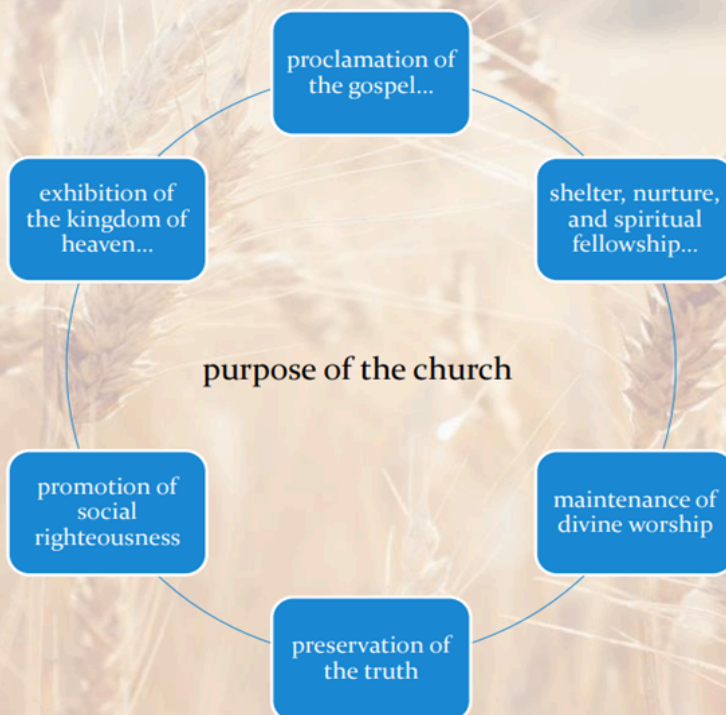 proclamation of
the gospel...
shelter, nurture,
and spiritual
fellowship...
maintenance of
divine worship
preservation of
the truth
promotion of
social
righteousness
exhibition of
the kingdom of
heaven...
purpose of the church